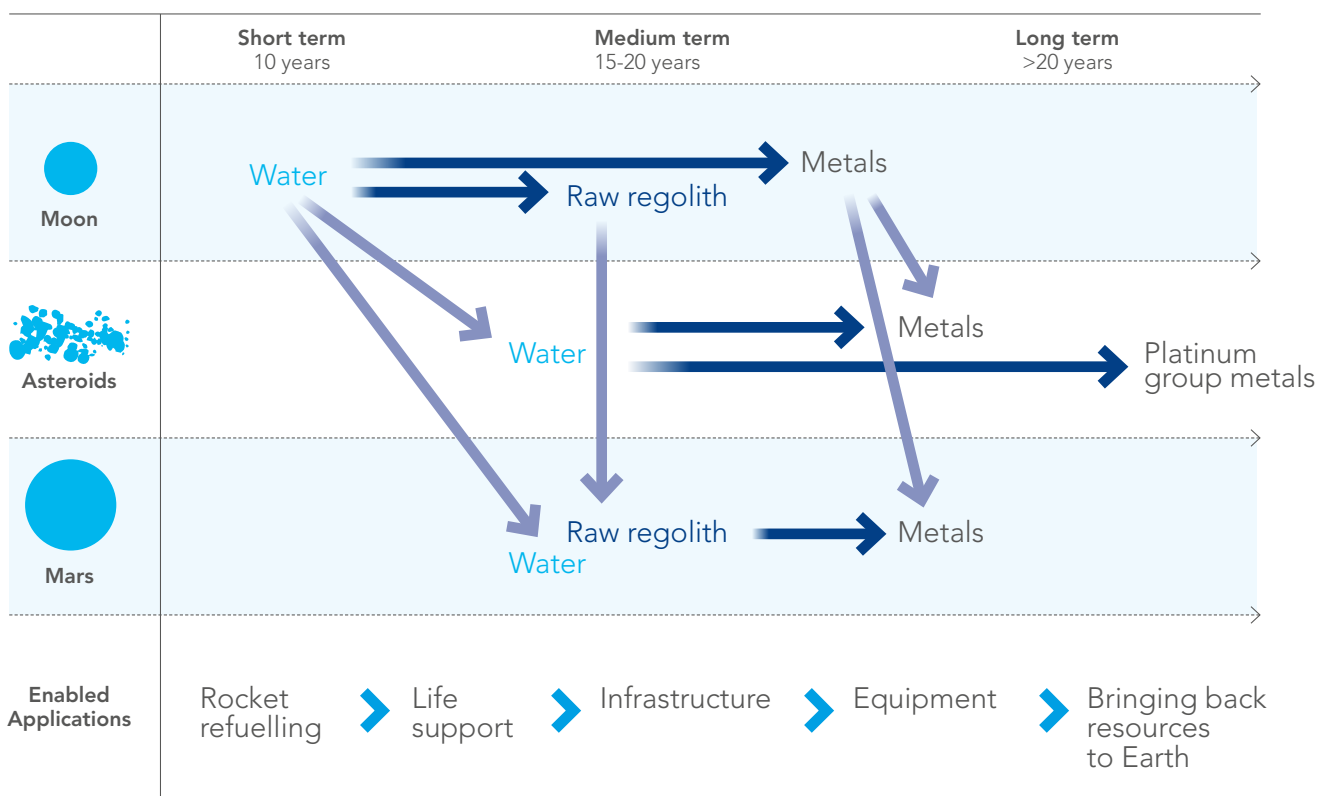 Short term
10 years
Medium term
15-20 years
Long term
>20 years
Moon
Water
Raw regolith
Metals
Asteroids
Water
Metals
Platinum
group metals
Mars
Raw regolith
Water
Metals
Enabled
Applications
Rocket
refuelling
Life
support
Infrastructure
Equipment
Bringing back
resources
to Earth